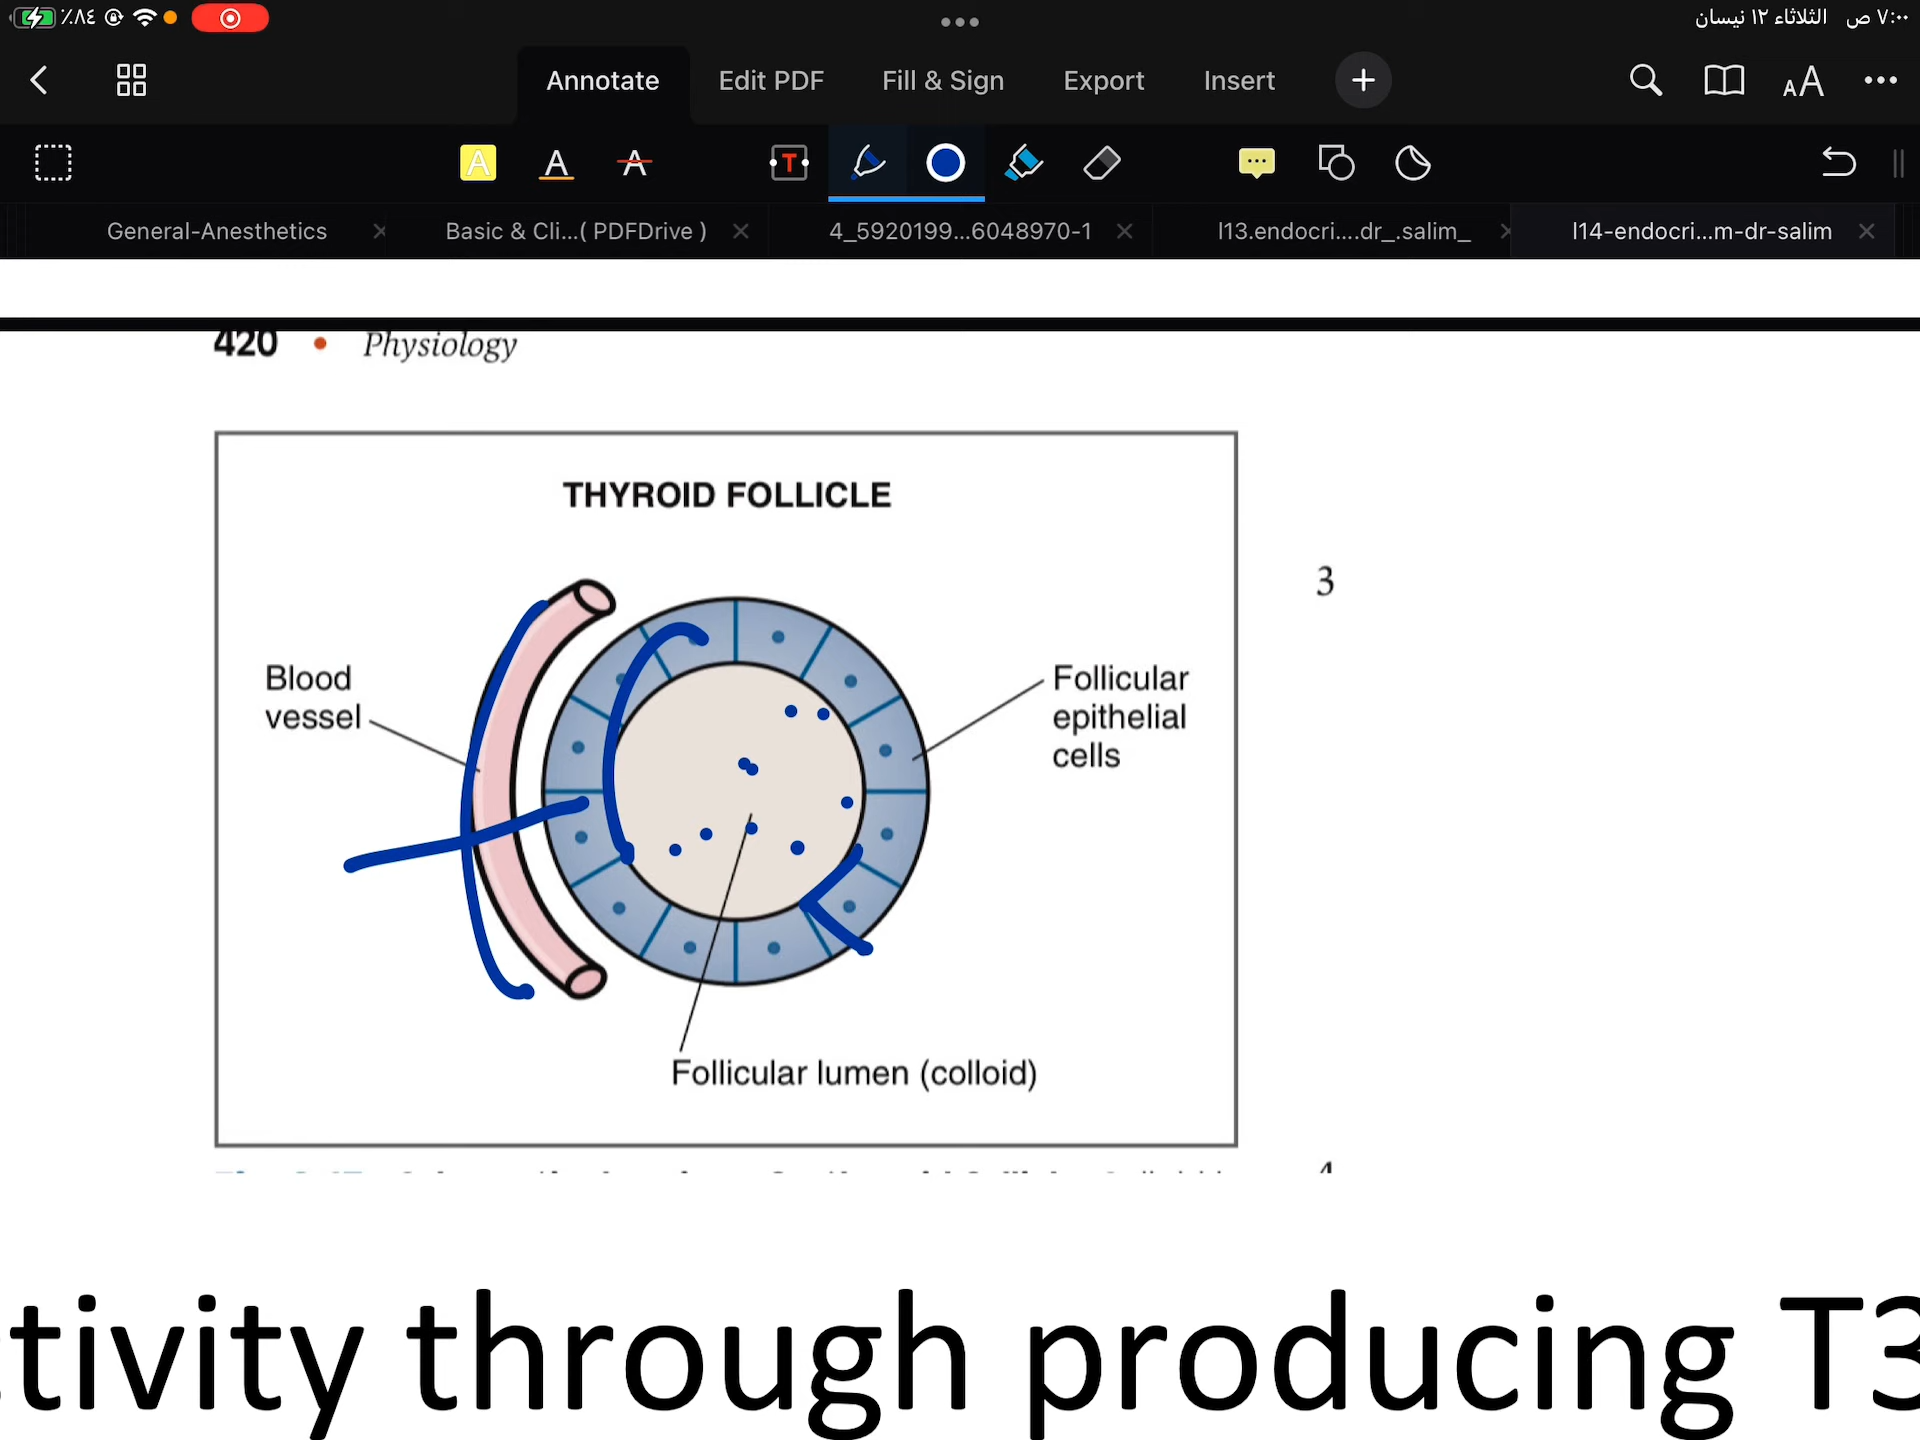 ٪٨٤ ٧:٠٠ ص الثلاثاء ١٢ نيسان
Annotate Edit PDF Fill & Sign Export Insert
General-Anesthetics Basic & Cli...( PDFDrive ) 4_5920199...6048970-1 l13.endocri....dr_.salim_ l14-endocri...m-dr-salim
420 • Physiology
THYROID FOLLICLE
3
Blood
vessel
Follicular
epithelial
cells
Follicular lumen (colloid)
4
tivity through producing T3